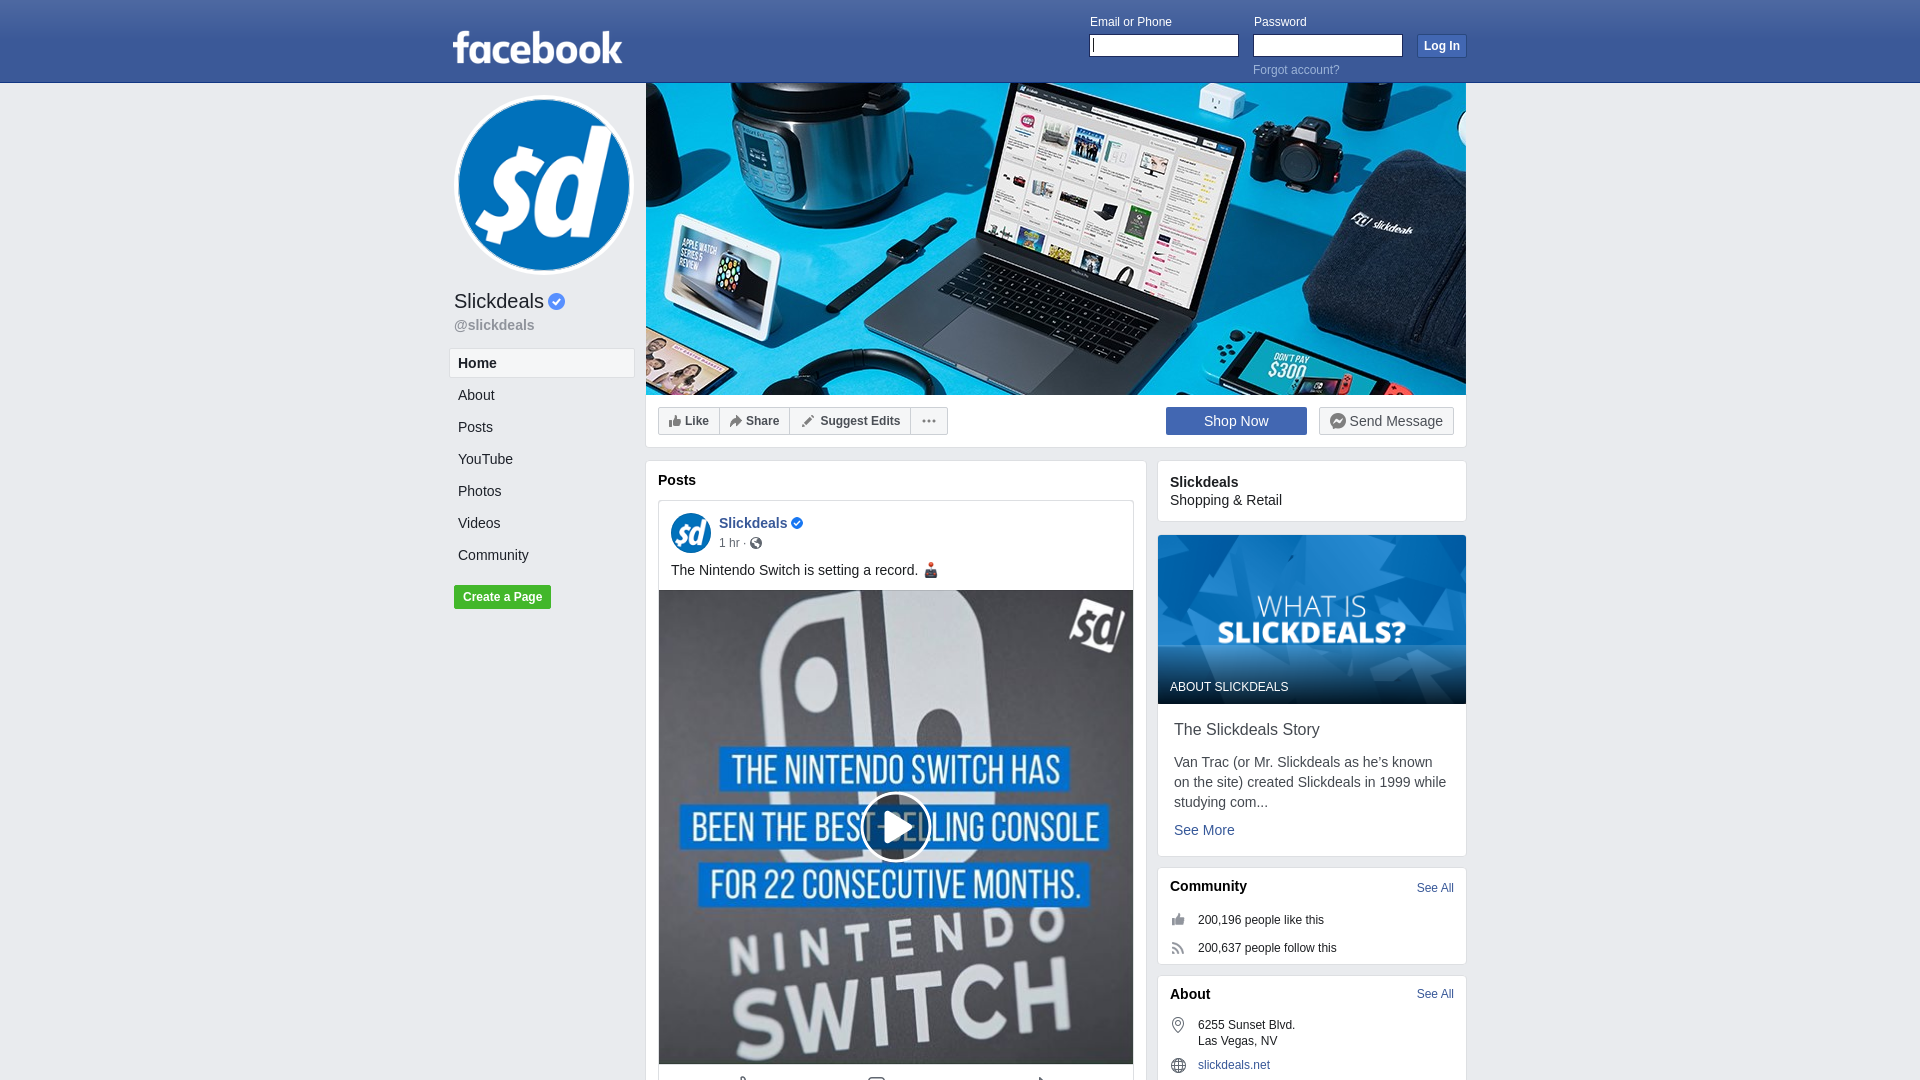 facebook
Email or Phone
Password
Log In
Forgot account?
$d
Slickdeals
@slickdeals
Home
About
Posts
YouTube
Photos
Videos
Community
Create a Page
APPLE WATCH
SERIES 5
REVIEW
slickdeals
DON'T PAY
$300
Like
Share
Suggest Edits
Shop Now
Send Message
Posts
$d
Slickdeals
1 hr ·
The Nintendo Switch is setting a record.
$d
THE NINTENDO SWITCH HAS
BEEN THE BEST-SELLING CONSOLE
FOR 22 CONSECUTIVE MONTHS.
NINTENDO
SWITCH
Slickdeals
Shopping & Retail
WHAT IS
SLICKDEALS?
ABOUT SLICKDEALS
The Slickdeals Story
Van Trac (or Mr. Slickdeals as he’s known
on the site) created Slickdeals in 1999 while
studying com...
See More
Community
See All
200,196 people like this
200,637 people follow this
About
See All
6255 Sunset Blvd.
Las Vegas, NV
slickdeals.net